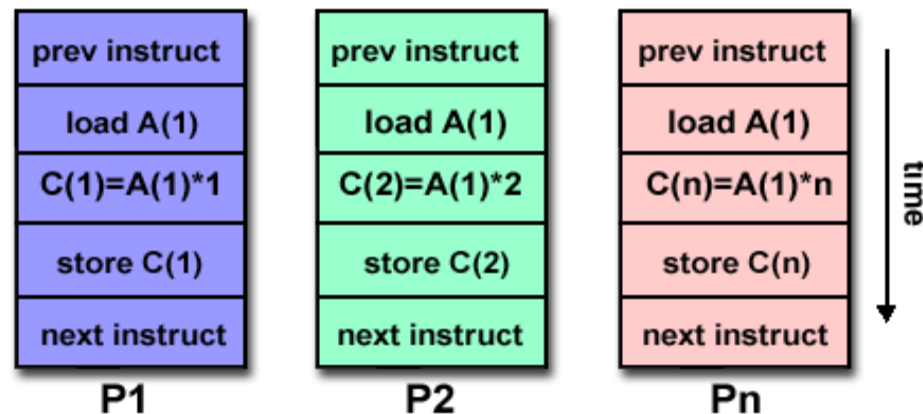 prev instruct
load A(1)
C(1)=A(1)*1
store C(1)
next instruct
P1
prev instruct
load A(1)
C(2)=A(1)*2
store C(2)
next instruct
P2
prev instruct
load A(1)
C(n)=A(1)*n
store C(n)
next instruct
Pn
time